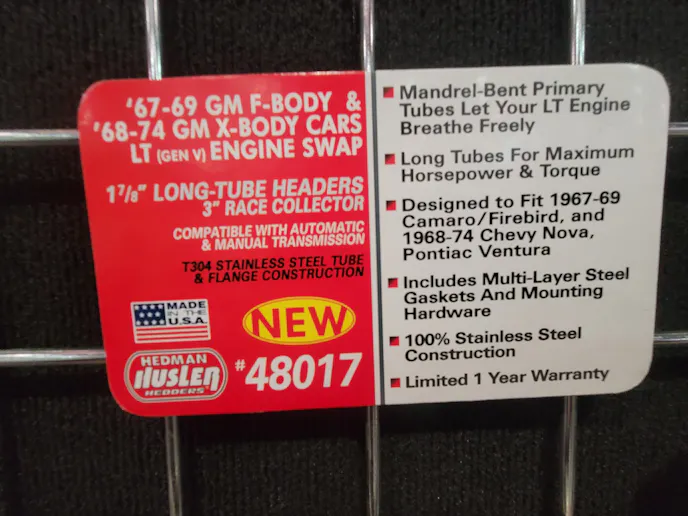 '67-69 GM F-BODY &
'68-74 GM X-BODY CARS
LT (GEN V) ENGINE SWAP
1 7/8" LONG-TUBE HEADERS
3" RACE COLLECTOR
COMPATIBLE WITH AUTOMATIC
& MANUAL TRANSMISSION
T304 STAINLESS STEEL TUBE
& FLANGE CONSTRUCTION
MADE
IN THE
U.S.A.
NEW
HEDMAN
HUSLER
HEDDERS
#48017
Mandrel-Bent Primary
Tubes Let Your LT Engine
Breathe Freely
Long Tubes For Maximum
Horsepower & Torque
Designed to Fit 1967-69
Camaro/Firebird, and
1968-74 Chevy Nova,
Pontiac Ventura
Includes Multi-Layer Steel
Gaskets And Mounting
Hardware
100% Stainless Steel
Construction
Limited 1 Year Warranty